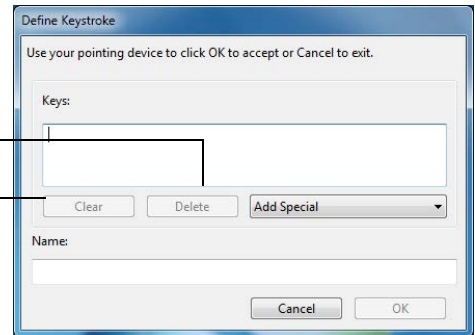 Define Keystroke
Use your pointing device to click OK to accept or Cancel to exit.
Keys:
Clear Delete Add Special
Name:
Cancel OK